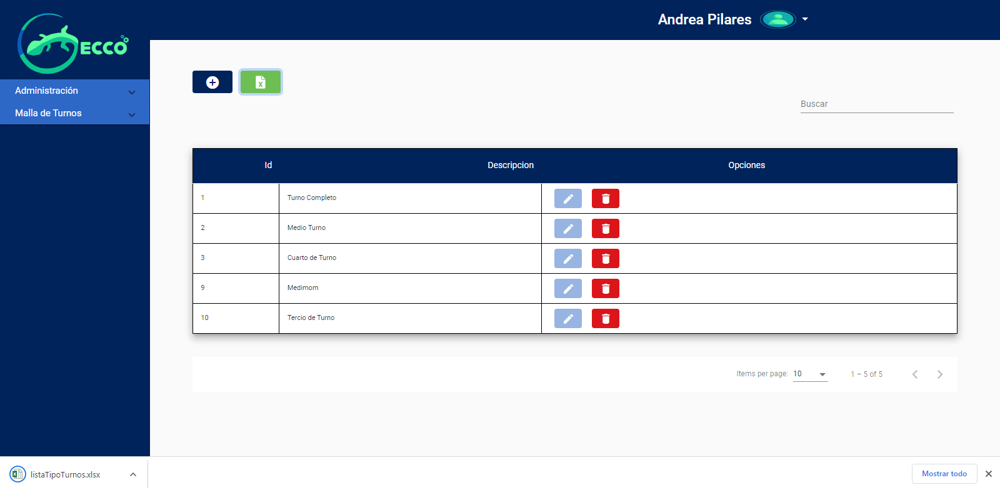 Andrea Pilares
ECCO
Administración
Malla de Turnos
Buscar
Id Descripcion Opciones
1 Turno Completo
2 Medio Turno
3 Cuarto de Turno
9 Medimom
10 Tercio de Turno
Items per page: 10 1 – 5 of 5
listaTipoTurnos.xlsx Mostrar todo